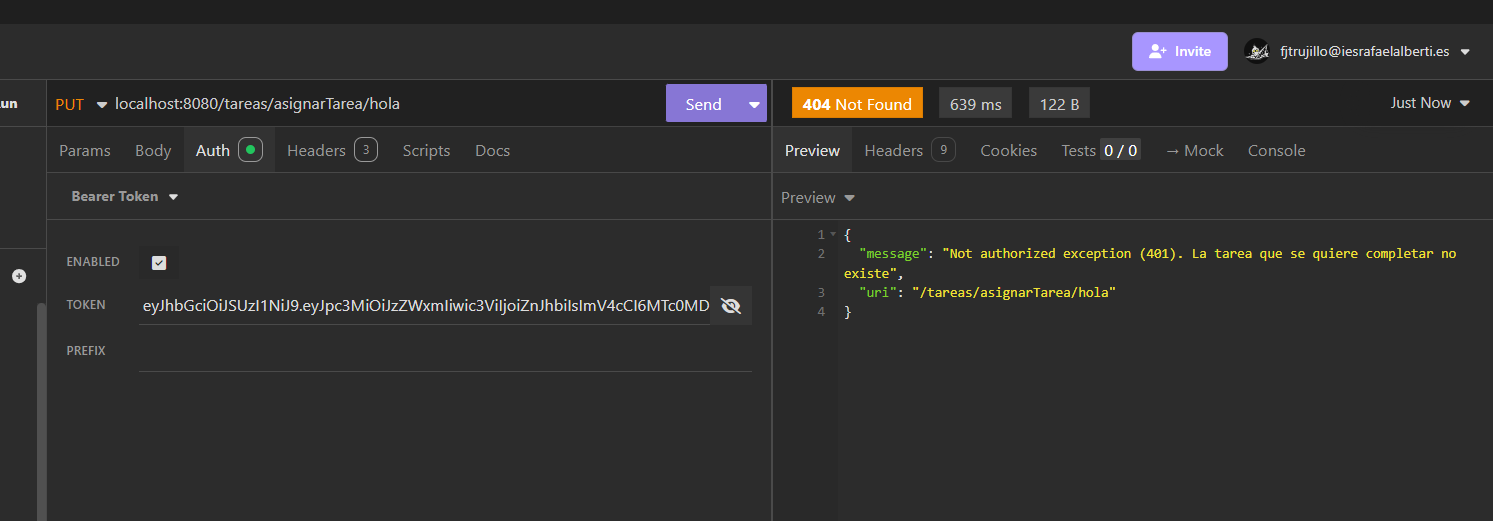 Invite
fjtrujillo@iesrafaelalberti.es
un
PUT localhost:8080/tareas/asignarTarea/hola Send
404 Not Found 639 ms 122 B Just Now
Params Body Auth Headers 3 Scripts Docs
Preview Headers 9 Cookies Tests 0 / 0 → Mock Console
Bearer Token
Preview
ENABLED
TOKEN eyJhbGciOiJSUzI1NiJ9.eyJpc3MiOiJzZWxmIiwic3ViIjoiZnJhbiIsImV4cCI6MTc0MD
PREFIX
1 {
2 "message": "Not authorized exception (401). La tarea que se quiere completar no
existe",
3 "uri": "/tareas/asignarTarea/hola"
4 }